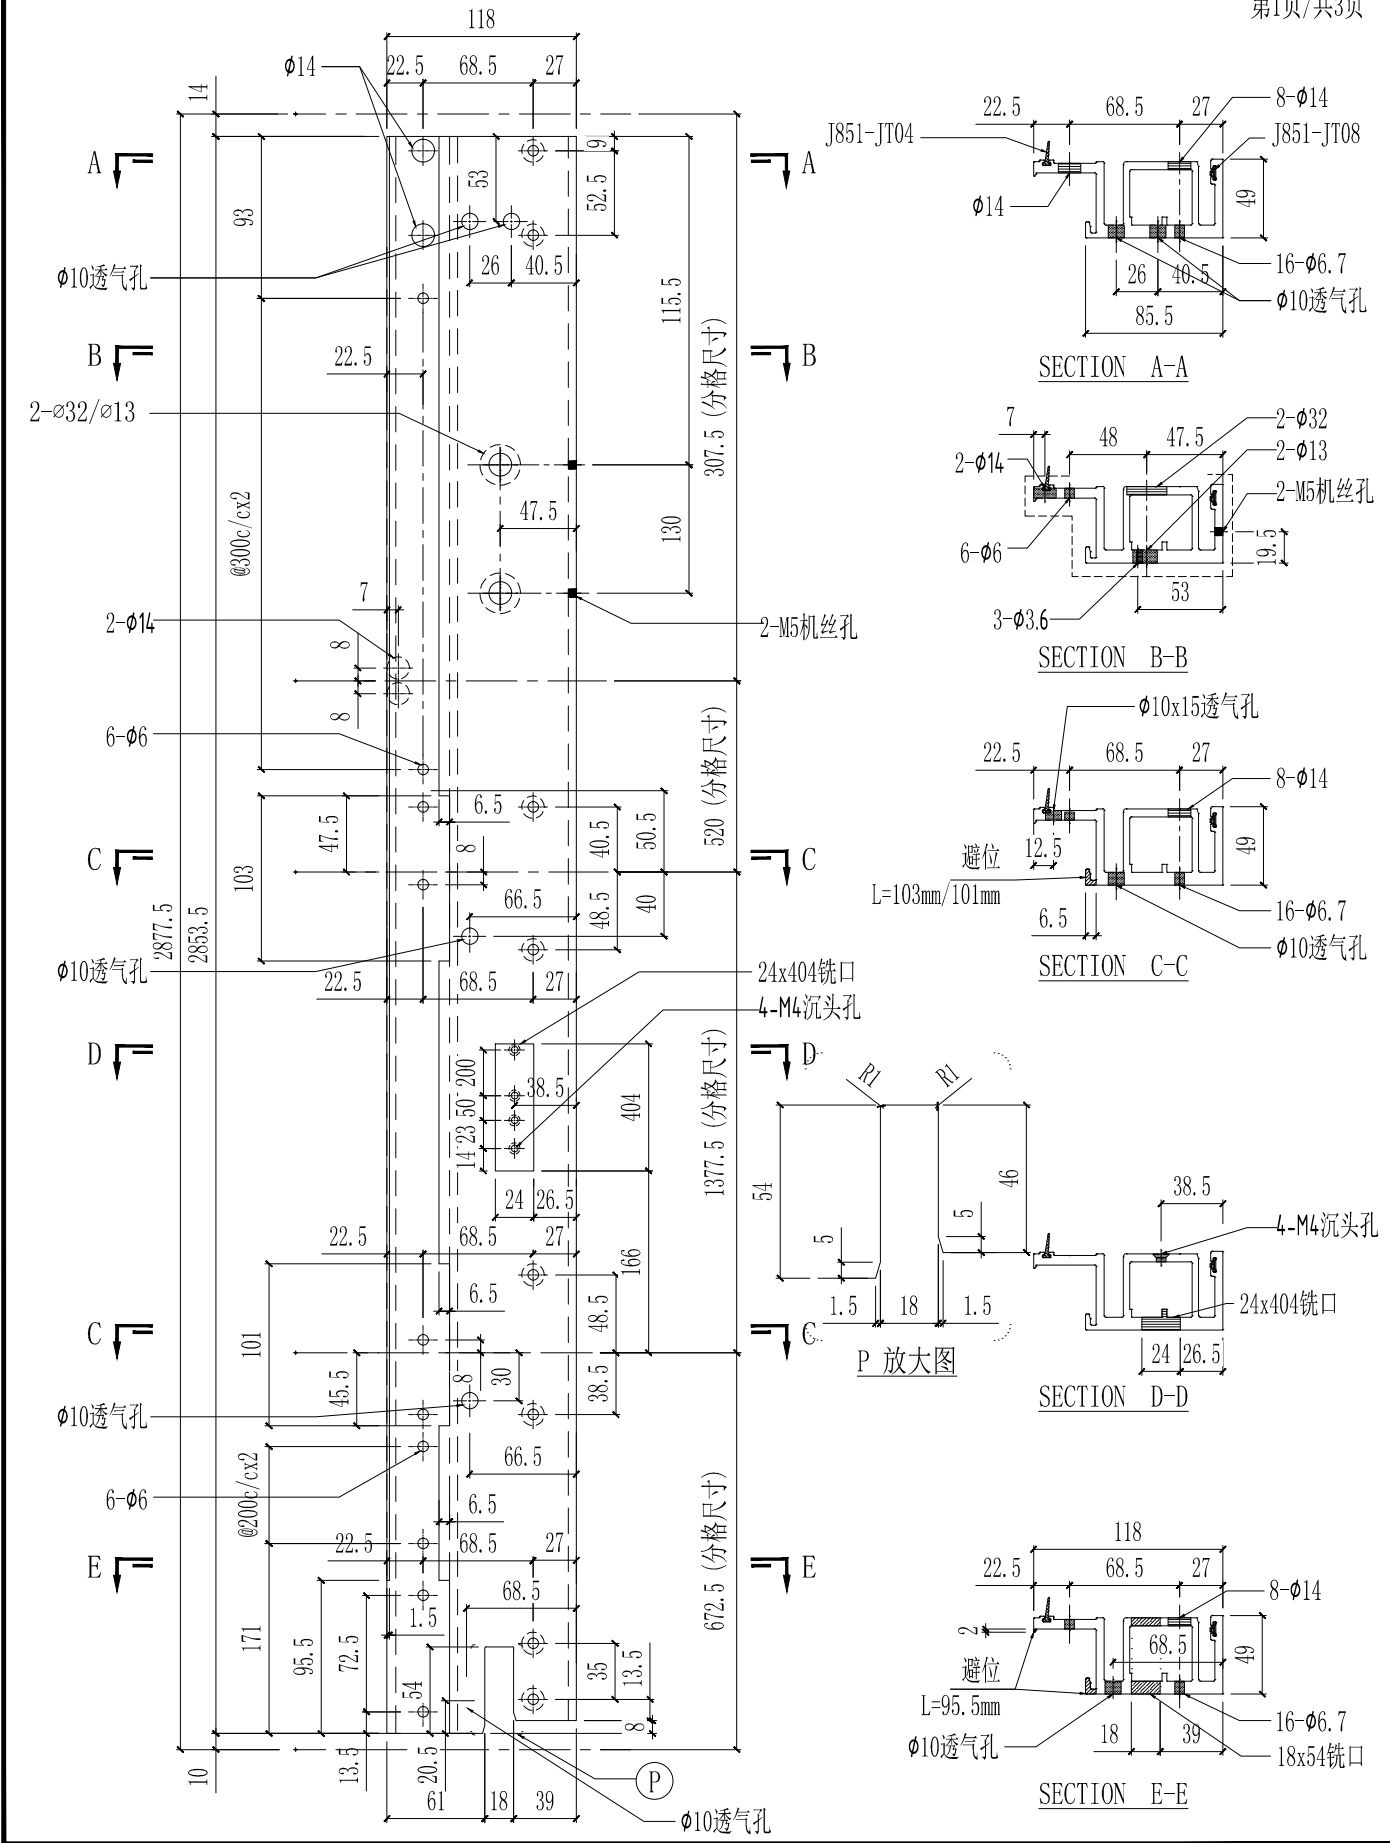 第1页/共3页
118
22.5
68.5
27
Φ14
14
A
A
93
53
9
52.5
Φ10透气孔
26
40.5
115.5
B
B
22.5
307.5 (分格尺寸)
2-⌀32/⌀13
@300c/cx2
47.5
130
7
2-Φ14
8
8
2-M5机丝孔
6-Φ6
520 (分格尺寸)
6.5
47.5
103
8
40.5
50.5
C
C
66.5
48.5
40
2877.5
2853.5
Φ10透气孔
22.5
68.5
27
24x404铣口
4-M4沉头孔
D
D
200
50
23
14
38.5
404
1377.5 (分格尺寸)
24
26.5
22.5
68.5
27
166
6.5
48.5
C
C
101
45.5
8
30
38.5
Φ10透气孔
66.5
@200c/cx2
6-Φ6
6.5
672.5 (分格尺寸)
E
E
22.5
68.5
27
68.5
1.5
171
95.5
72.5
54
35
13.5
8
10
13.5
20.5
61
18
39
P
Φ10透气孔
22.5
68.5
27
8-Φ14
J851-JT04
J851-JT08
Φ14
49
16-Φ6.7
26
40.5
Φ10透气孔
85.5
SECTION A-A
7
48
47.5
2-Φ32
2-Φ13
2-Φ14
2-M5机丝孔
6-Φ6
19.5
53
3-Φ3.6
SECTION B-B
Φ10x15透气孔
22.5
68.5
27
8-Φ14
避位
12.5
49
L=103mm/101mm
6.5
16-Φ6.7
Φ10透气孔
SECTION C-C
R1
R1
54
46
5
5
1.5
18
1.5
P 放大图
38.5
4-M4沉头孔
24x404铣口
24
26.5
SECTION D-D
118
22.5
68.5
27
8-Φ14
2
68.5
49
避位
L=95.5mm
16-Φ6.7
Φ10透气孔
18
39
18x54铣口
SECTION E-E